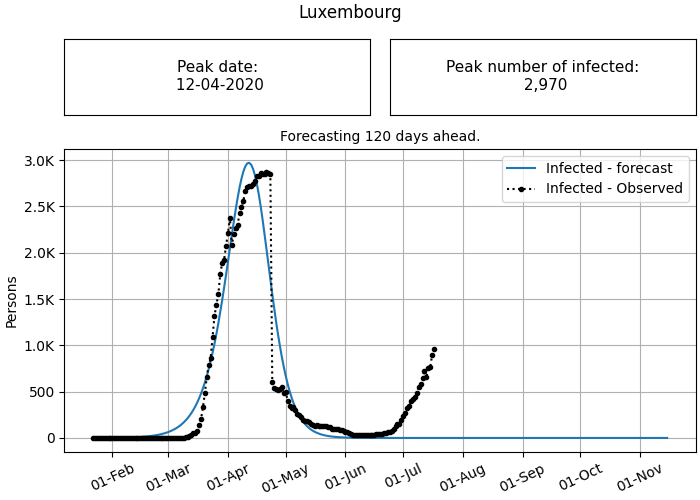 Luxembourg
Peak date:
12-04-2020
Peak number of infected:
2,970
Forecasting 120 days ahead.
Infected - forecast
Infected - Observed
3.0K
2.5K
2.0K
1.5K
1.0K
500
0
Persons
01-Feb
01-Mar
01-Apr
01-May
01-Jun
01-Jul
01-Aug
01-Sep
01-Oct
01-Nov